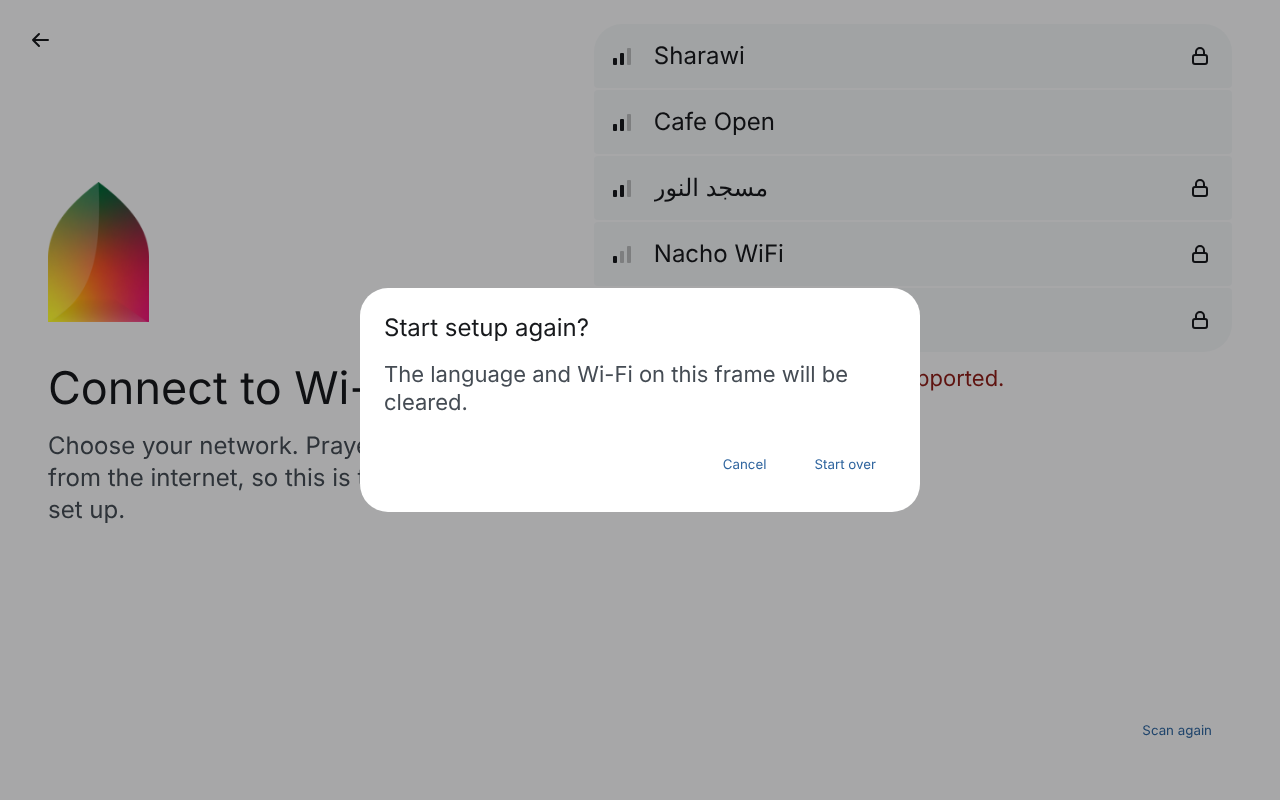 Sharawi
Cafe Open
مسجد النور
Nacho WiFi
Start setup again?
The language and Wi-Fi on this frame will be
cleared.
Cancel
Start over
Connect to Wi-
Choose your network.
from the internet, so this is
set up.
Scan again